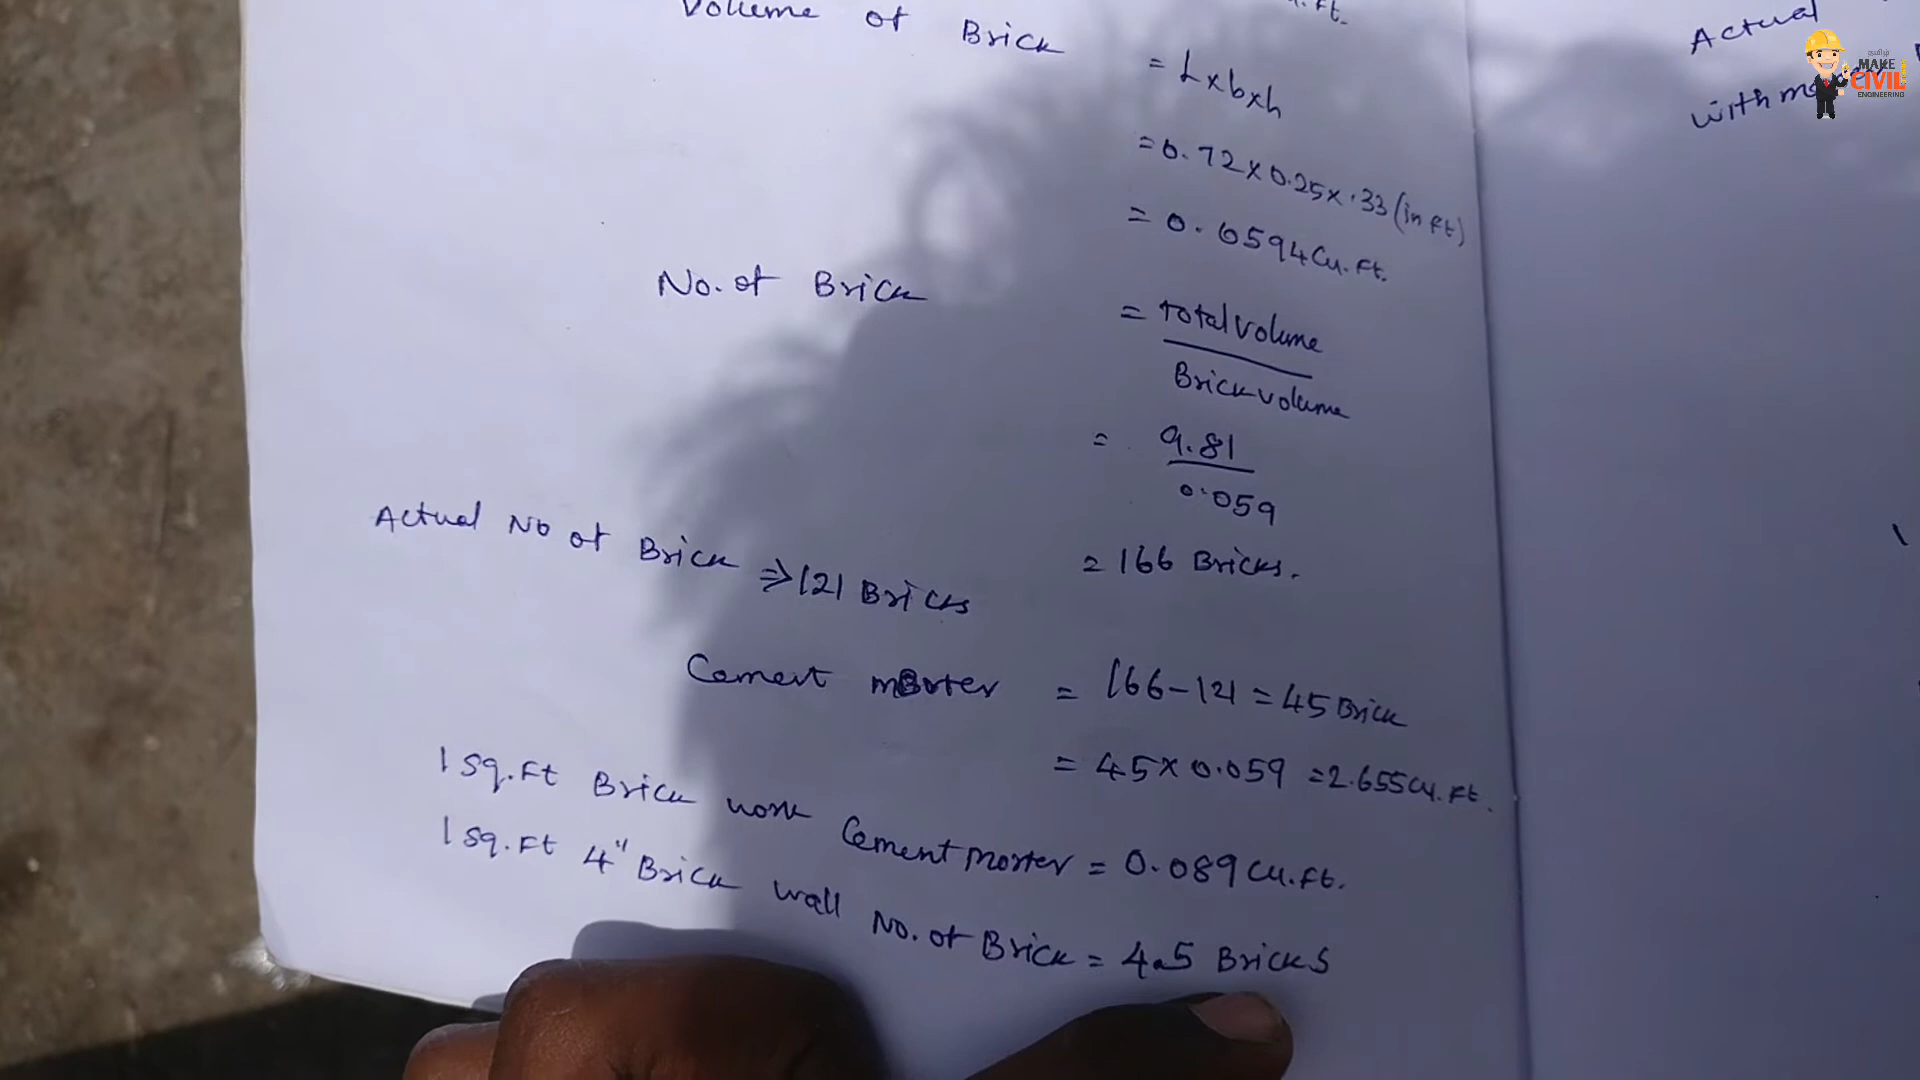 Volume of Brick
= L x b x h
= 0.72 x 0.25 x .33 (in ft)
= 0.0594 Cu.Ft.
No. of Brick = Total Volume
Brick volume
= 9.81
0.059
= 166 Bricks.
Actual No of Brick ⇒ 121 Bricks
Cement morter = 166 - 121 = 45 Brick
= 45 x 0.059 = 2.655 Cu.Ft.
1 Sq.Ft Brick work Cement morter = 0.089 Cu.Ft.
1 Sq.Ft 4" Brick wall No. of Brick = 4.5 Bricks
Actual
with
தமிழ்
MAKE
CIVIL
ENGINEERING